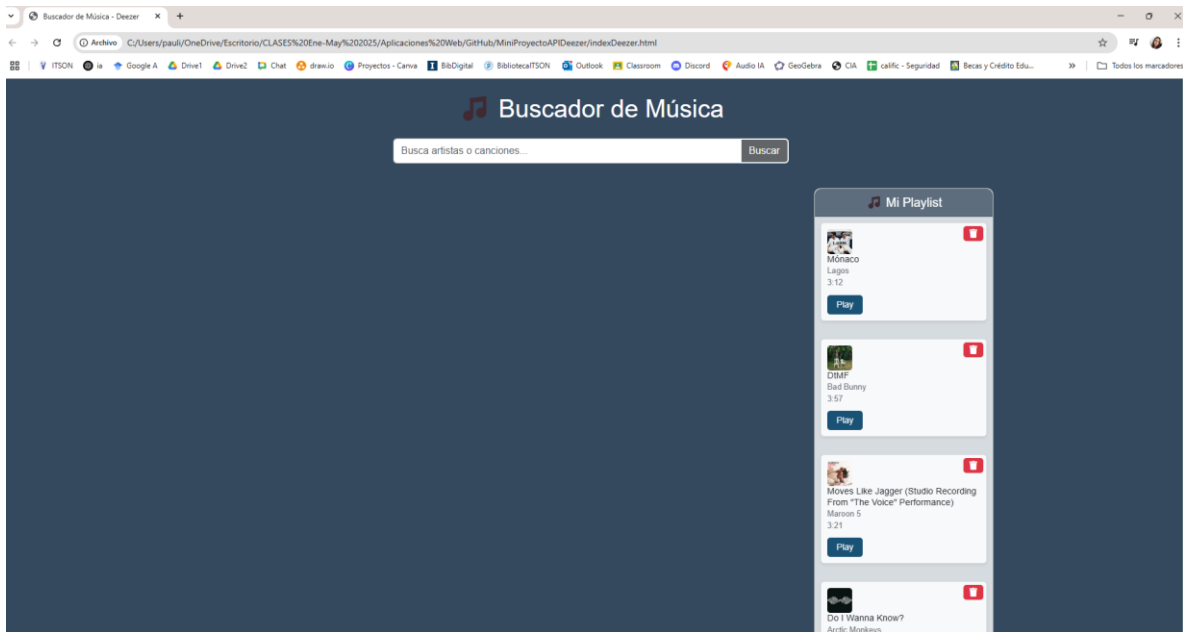 Buscador de Música - Deezer
Archivo C:/Users/pauli/OneDrive/Escritorio/CLASES%20Ene-May%202025/Aplicaciones%20Web/GitHub/MiniProyectoAPIDeezer/indexDeezer.html
ITSON ia Google A Drive1 Drive2 Chat draw.io Proyectos - Canva BibDigital BibliotecaITSON Outlook Classroom Discord Audio IA GeoGebra CIA calific - Seguridad Becas y Crédito Edu... » Todos los marcadores
Buscador de Música
Busca artistas o canciones... Buscar
Mi Playlist
Mónaco
Lagos
3:12
Play
DtMF
Bad Bunny
3:57
Play
Moves Like Jagger (Studio Recording
From "The Voice" Performance)
Maroon 5
3:21
Play
Do I Wanna Know?
Arctic Monkeys